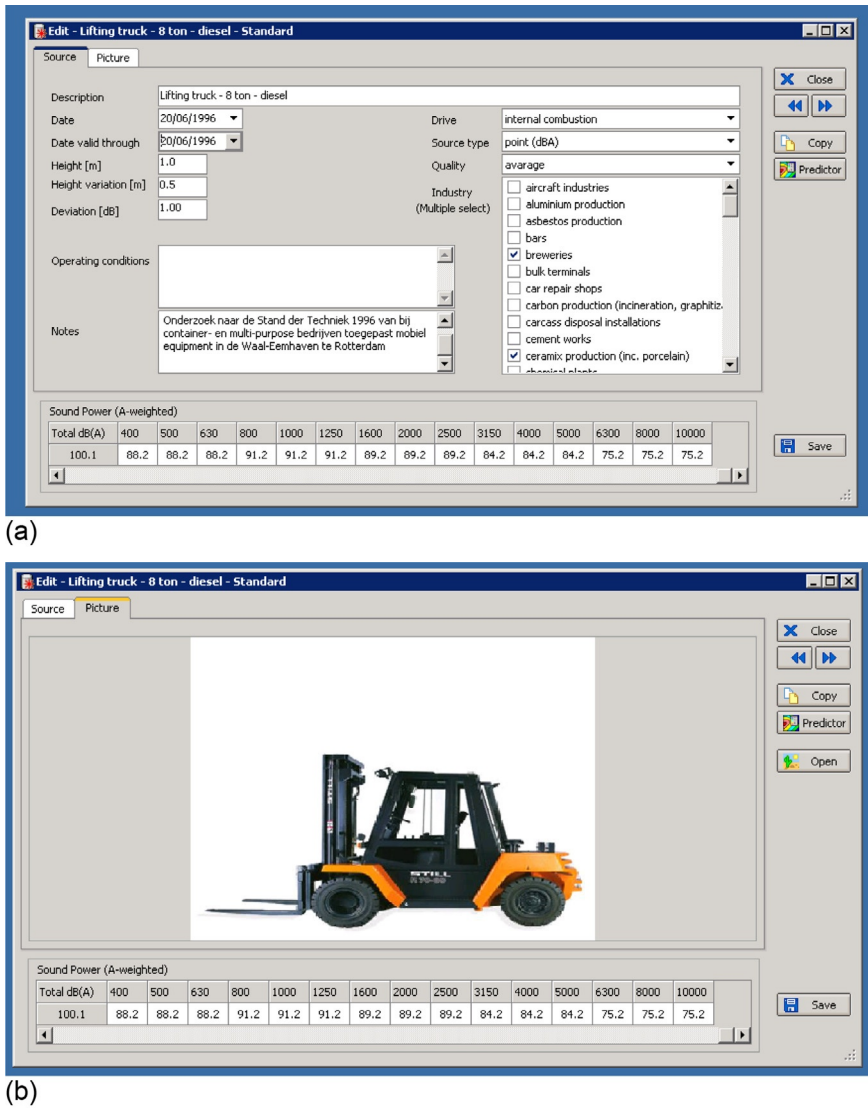 Edit - Lifting truck - 8 ton - diesel - Standard
Source Picture
Close
Description Lifting truck - 8 ton - diesel
Date 20/06/1996 Drive internal combustion
Date valid through 20/06/1996 Source type point (dBA)
Copy
Height [m] 1.0 Quality avarage
Predictor
Height variation [m] 0.5
Deviation [dB] 1.00
Industry
(Multiple select)
aircraft industries
aluminium production
asbestos production
bars
breweries
bulk terminals
car repair shops
carbon production (incineration, graphitiz
carcass disposal installations
cement works
ceramix production (inc. porcelain)
chemical plants
Operating conditions
Notes
Onderzoek naar de Stand der Techniek 1996 van bij
container- en multi-purpose bedrijven toegepast mobiel
equipment in de Waal-Eemhaven te Rotterdam
Sound Power (A-weighted)
Total dB(A) 400 500 630 800 1000 1250 1600 2000 2500 3150 4000 5000 6300 8000 10000
100.1 88.2 88.2 88.2 91.2 91.2 91.2 89.2 89.2 89.2 84.2 84.2 84.2 75.2 75.2 75.2
Save
(a)
Edit - Lifting truck - 8 ton - diesel - Standard
Source Picture
Close
Copy
Predictor
Open
STILL
STILL
R 70-80
Sound Power (A-weighted)
Total dB(A) 400 500 630 800 1000 1250 1600 2000 2500 3150 4000 5000 6300 8000 10000
100.1 88.2 88.2 88.2 91.2 91.2 91.2 89.2 89.2 89.2 84.2 84.2 84.2 75.2 75.2 75.2
Save
(b)